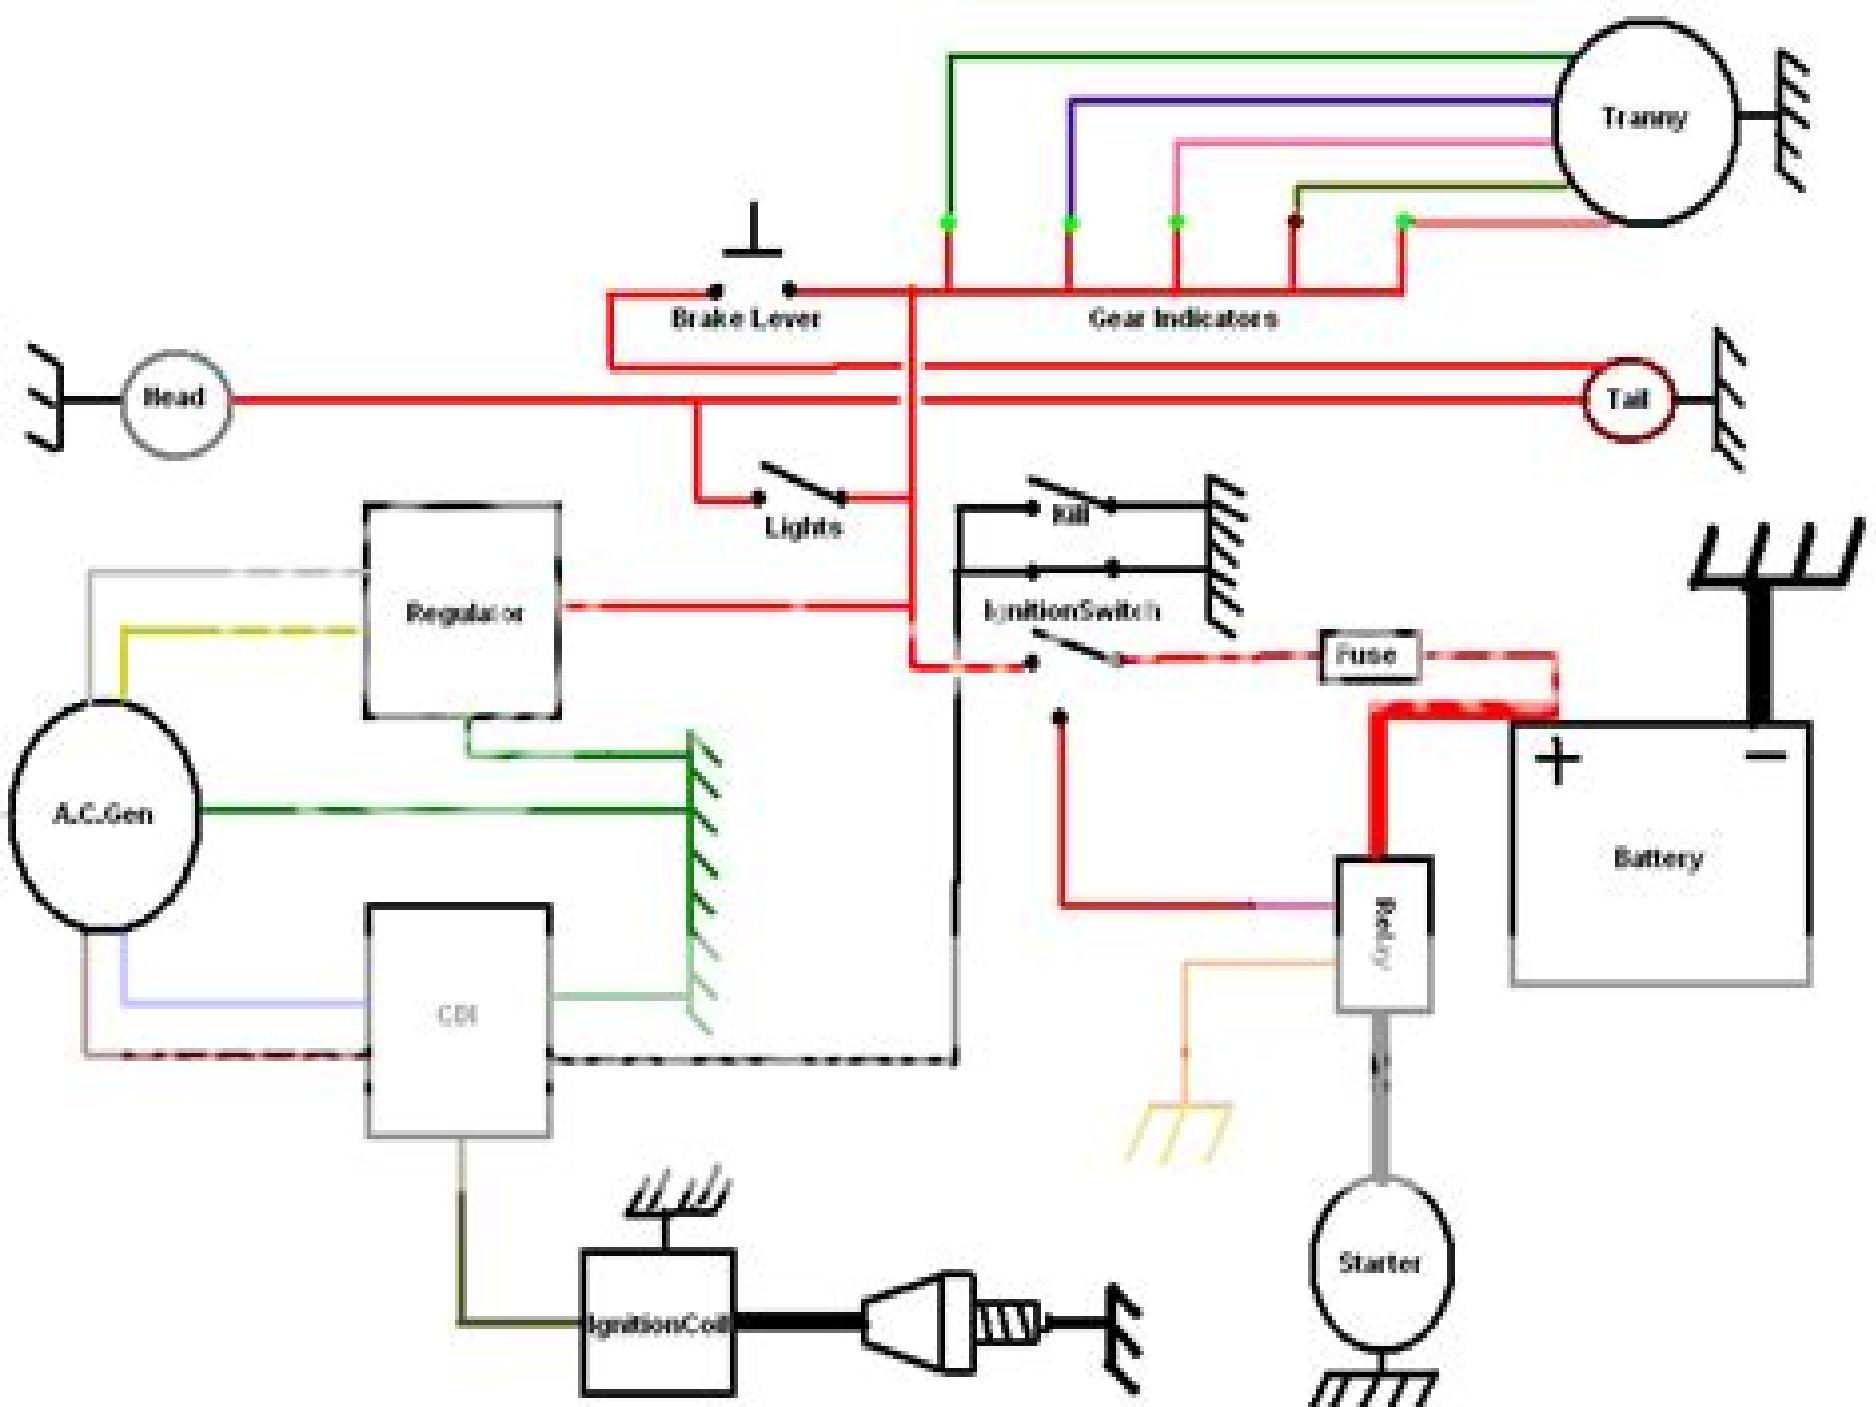 Tranny
Brake Lever
Gear Indicators
Head
Tail
Lights
Kill
Regulator
IgnitionSwitch
Fuse
A.C.Gen
+
−
Battery
Relay
CDI
Starter
IgnitionCoil